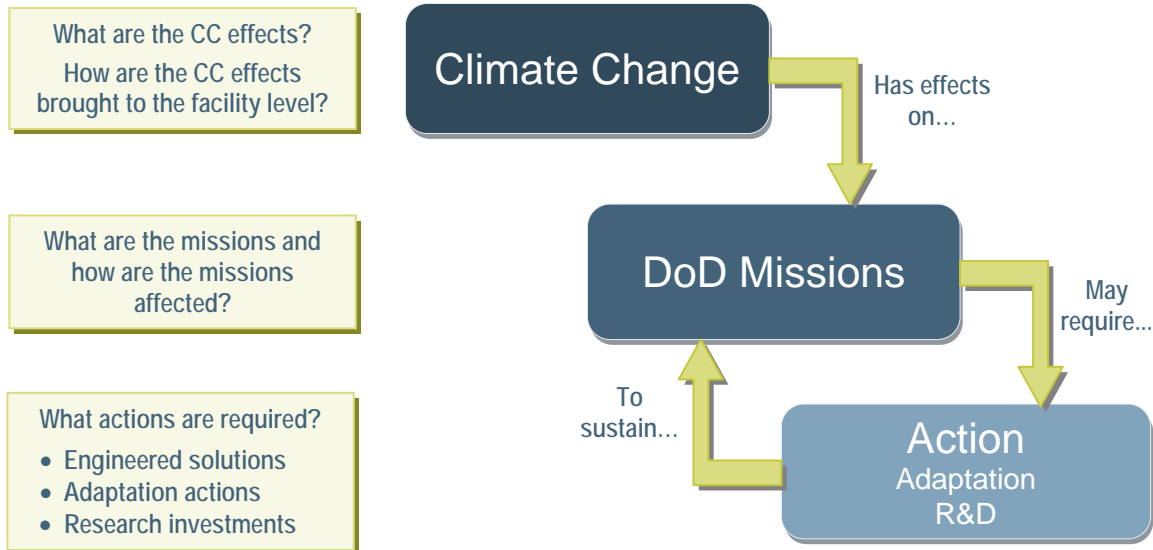 What are the CC effects?
How are the CC effects
brought to the facility level?
Climate Change
Has effects
on…
What are the missions and
how are the missions
affected?
DoD Missions
May
require...
What actions are required?
• Engineered solutions
• Adaptation actions
• Research investments
To
sustain…
Action
Adaptation
R&D